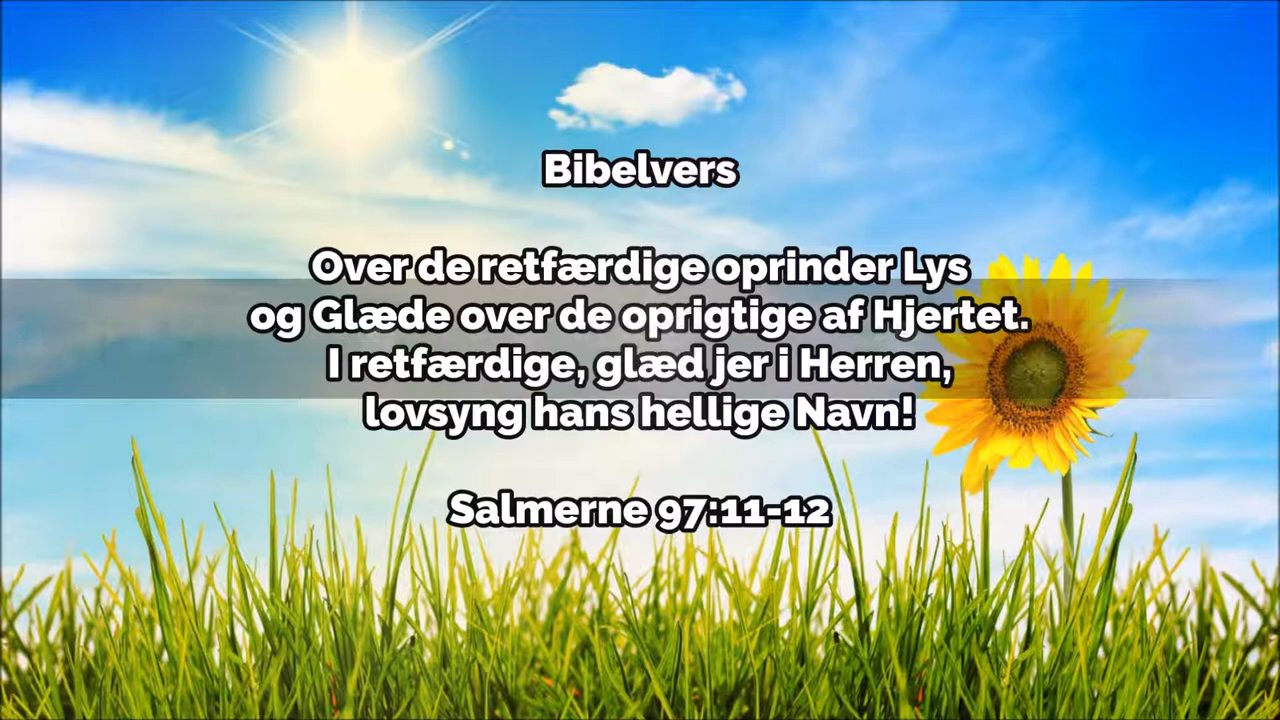 Bibelvers
Over de retfærdige oprinder Lys
og Glæde over de oprigtige af Hjertet.
I retfærdige, glæd jer i Herren,
lovsyng hans hellige Navn!
Salmerne 97:11-12